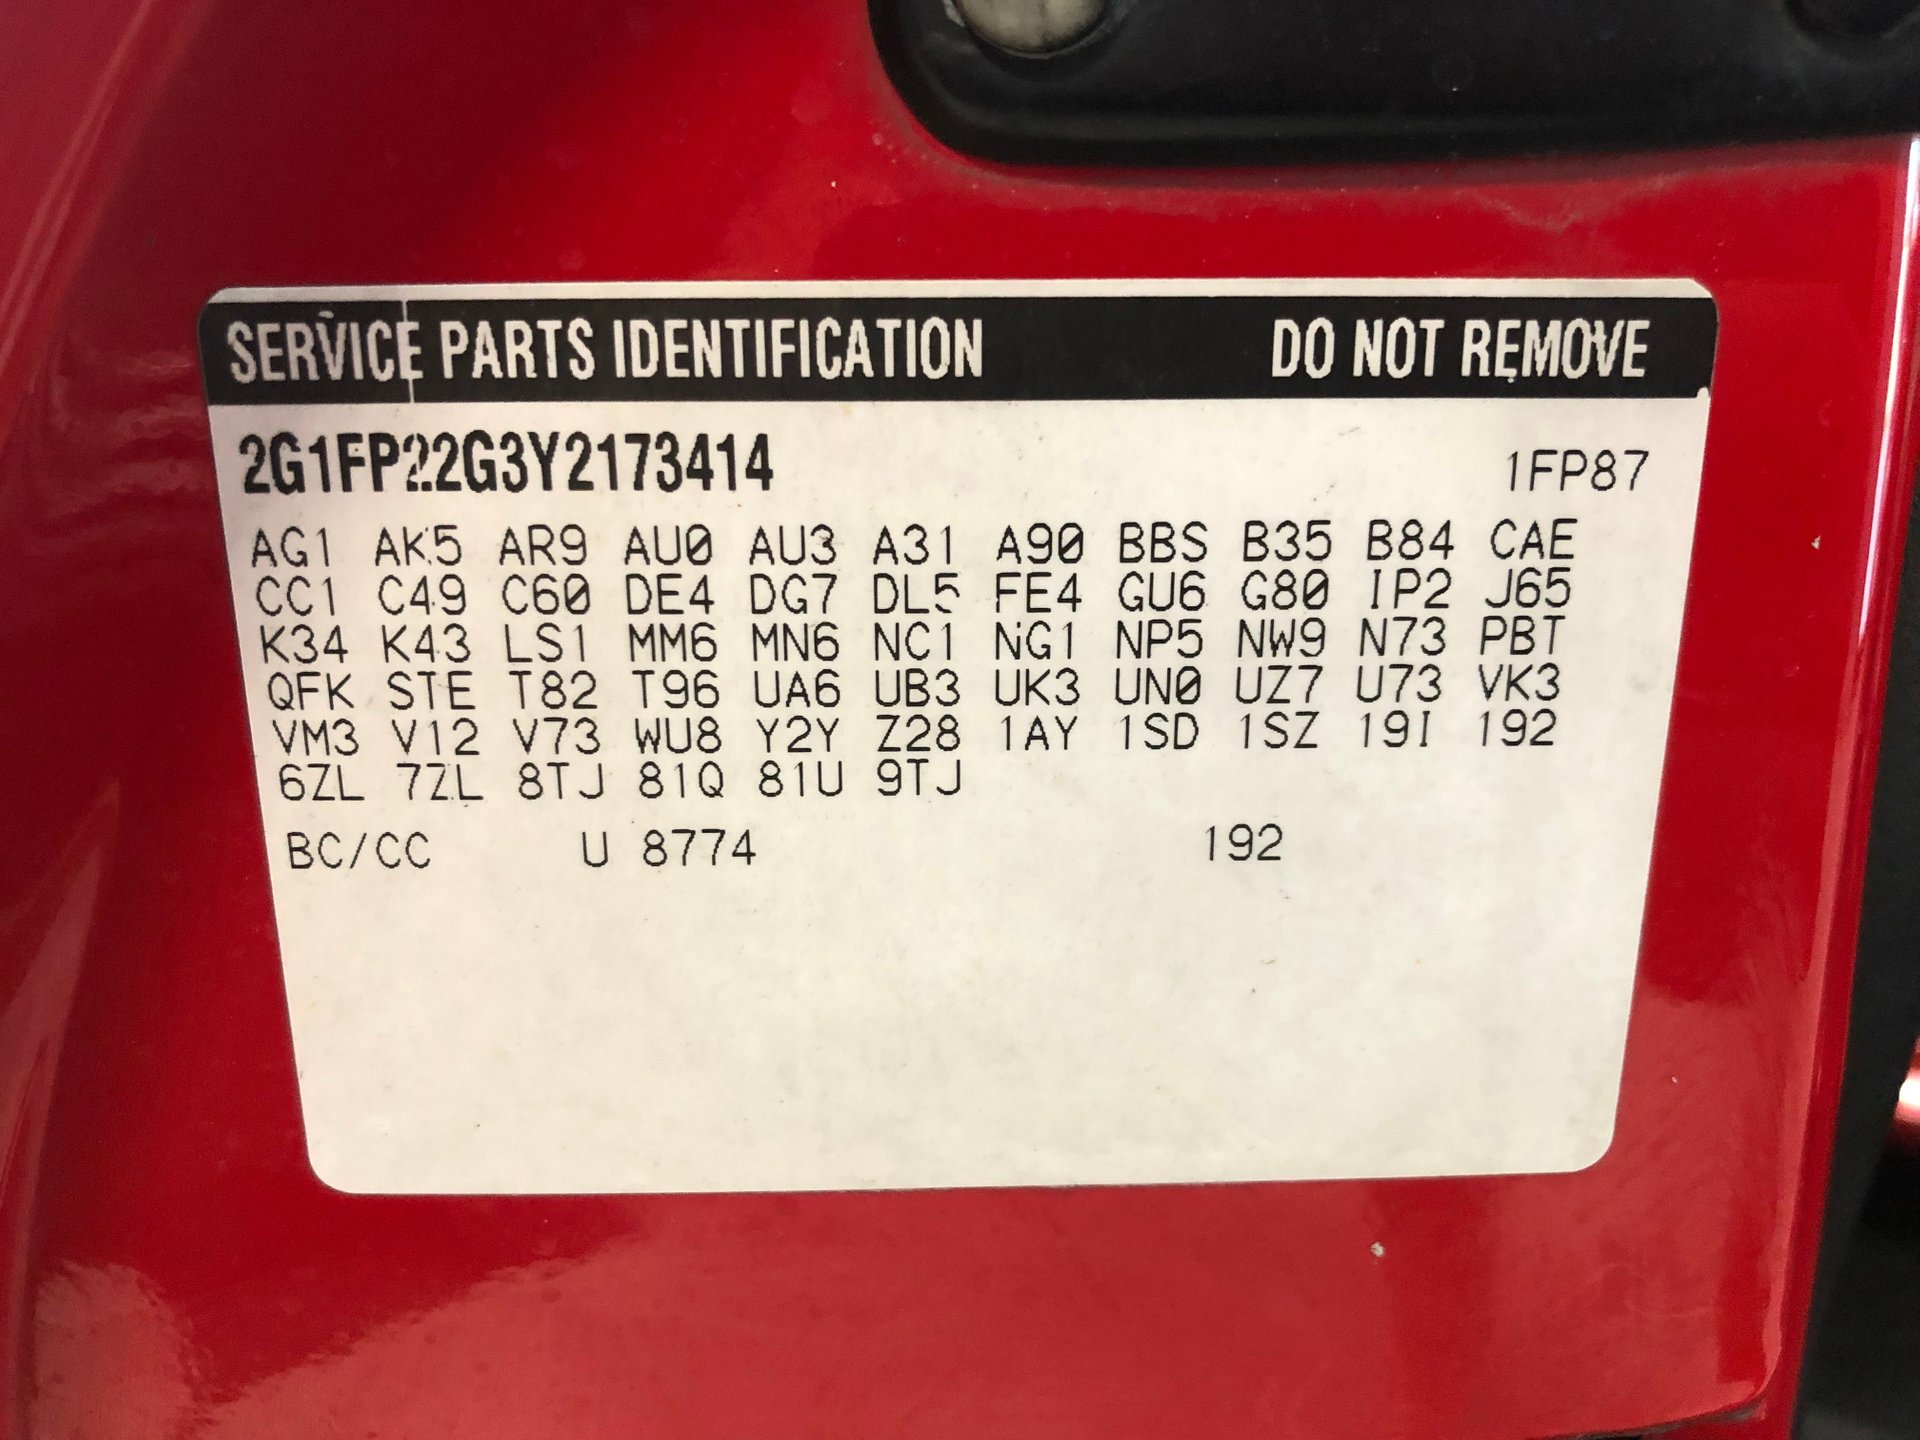 SERVICE PARTS IDENTIFICATION DO NOT REMOVE
2G1FP22G3Y2173414 1FP87
AG1 AK5 AR9 AU0 AU3 A31 A90 BBS B35 B84 CAE
CC1 C49 C60 DE4 DG7 DL5 FE4 GU6 G80 IP2 J65
K34 K43 LS1 MM6 MN6 NC1 NG1 NP5 NW9 N73 PBT
QFK STE T82 T96 UA6 UB3 UK3 UN0 UZ7 U73 VK3
VM3 V12 V73 WU8 Y2Y Z28 1AY 1SD 1SZ 19I 192
6ZL 7ZL 8TJ 81Q 81U 9TJ
BC/CC U 8774 192